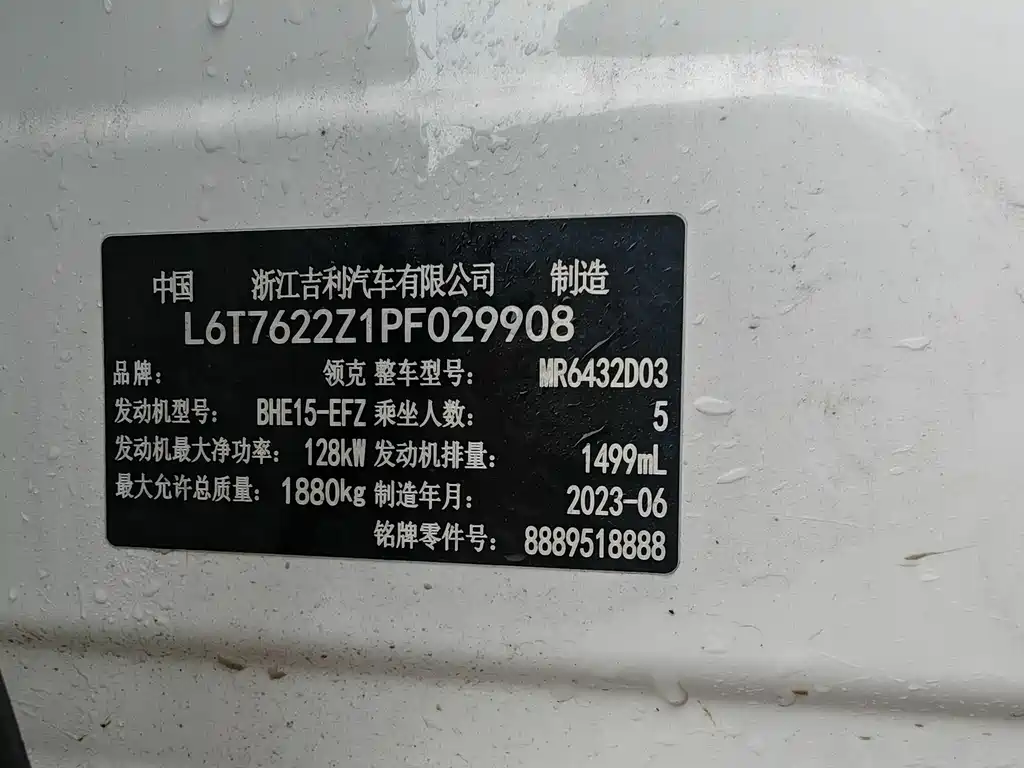 中国 浙江吉利汽车有限公司 制造
L6T7622Z1PF029908
品牌: 领克 整车型号: MR6432D03
发动机型号: BHE15-EFZ 乘坐人数: 5
发动机最大净功率: 128kW 发动机排量: 1499mL
最大允许总质量: 1880kg 制造年月: 2023-06
铭牌零件号: 8889518888